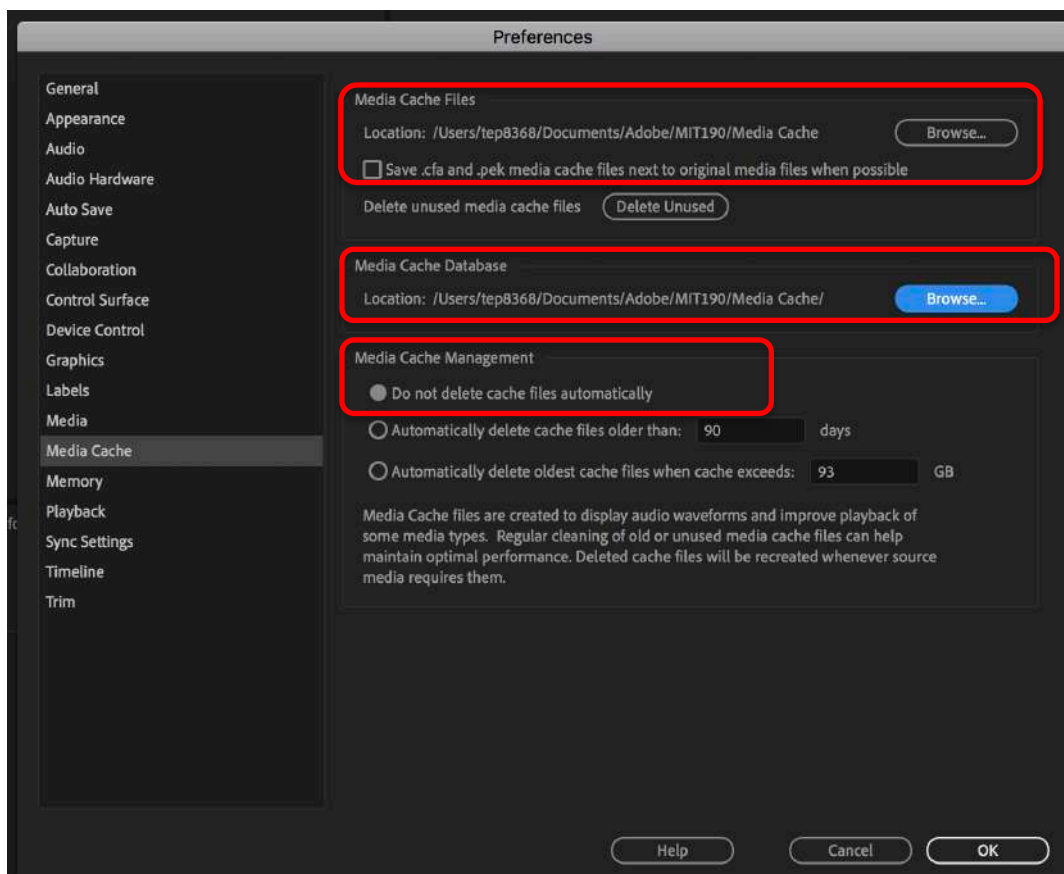 Preferences
General
Appearance
Audio
Audio Hardware
Auto Save
Capture
Collaboration
Control Surface
Device Control
Graphics
Labels
Media
Media Cache
Memory
Playback
Sync Settings
Timeline
Trim
Media Cache Files
Location: /Users/tep8368/Documents/Adobe/MIT190/Media Cache Browse...
Save .cfa and .pek media cache files next to original media files when possible
Delete unused media cache files Delete Unused
Media Cache Database
Location: /Users/tep8368/Documents/Adobe/MIT190/Media Cache/ Browse...
Media Cache Management
Do not delete cache files automatically
Automatically delete cache files older than: 90 days
Automatically delete oldest cache files when cache exceeds: 93 GB
Media Cache files are created to display audio waveforms and improve playback of
some media types. Regular cleaning of old or unused media cache files can help
maintain optimal performance. Deleted cache files will be recreated whenever source
media requires them.
Help Cancel OK